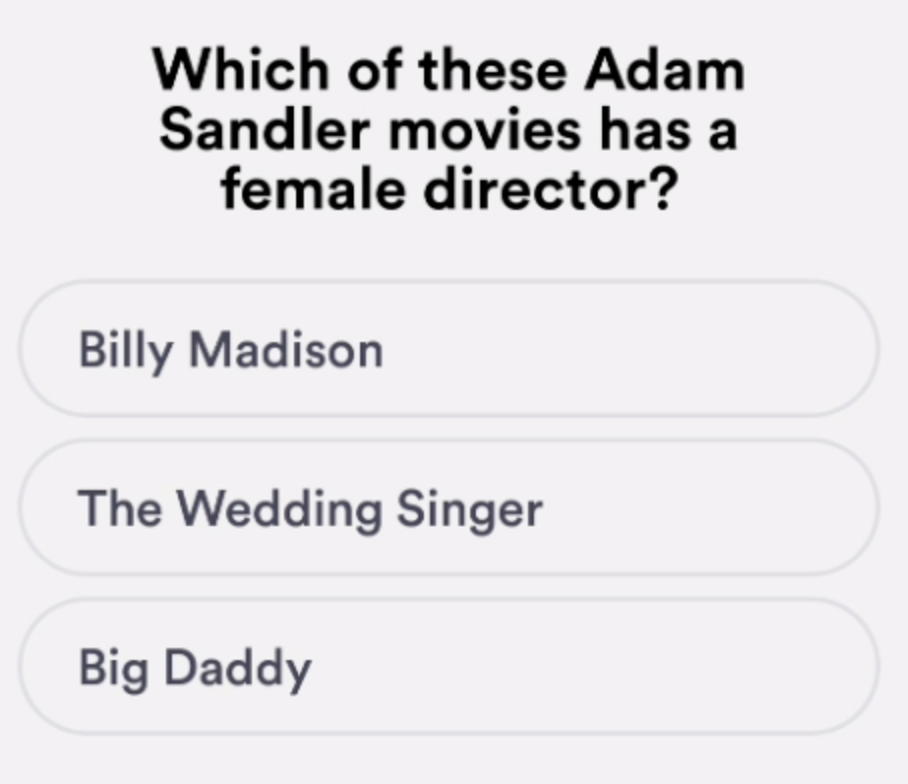 Which of these Adam
Sandler movies has a
female director?
Billy Madison
The Wedding Singer
Big Daddy